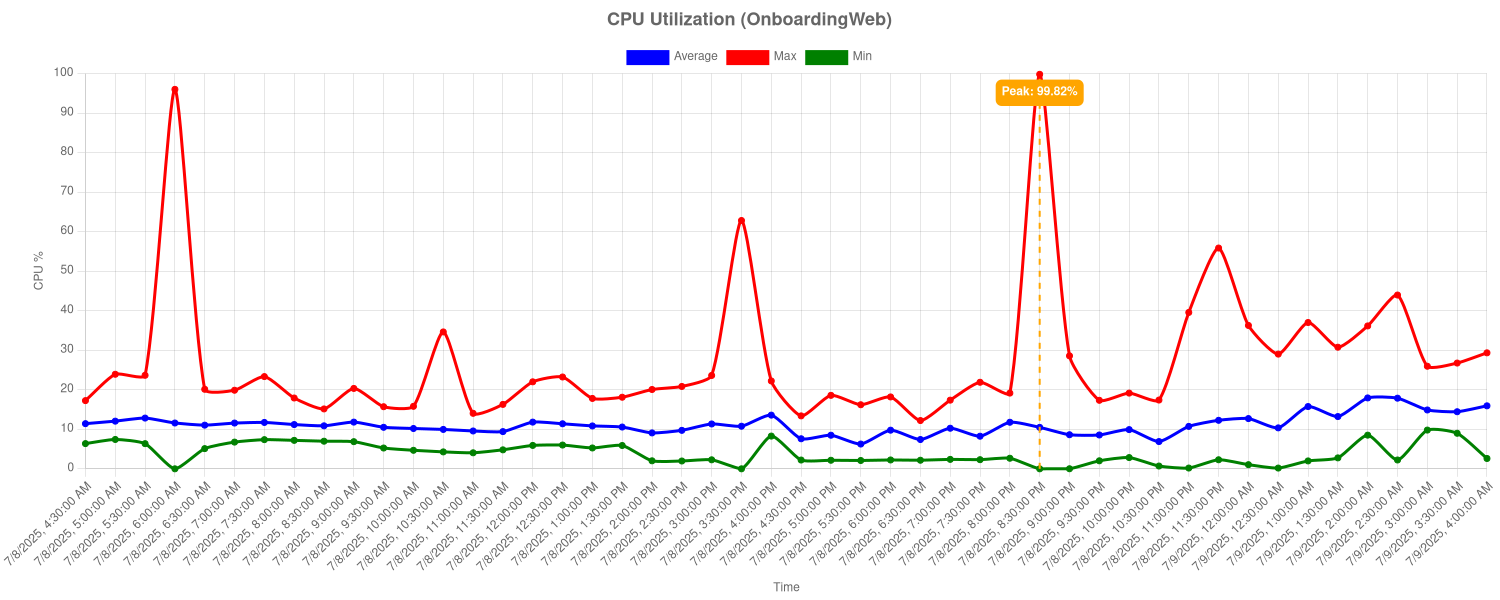 CPU Utilization (OnboardingWeb)
Average Max Min
100
90
80
70
60
50
40
30
20
10
0
CPU %
Peak: 99.82%
7/8/2025, 4:30:00 AM
7/8/2025, 5:00:00 AM
7/8/2025, 5:30:00 AM
7/8/2025, 6:00:00 AM
7/8/2025, 6:30:00 AM
7/8/2025, 7:00:00 AM
7/8/2025, 7:30:00 AM
7/8/2025, 8:00:00 AM
7/8/2025, 8:30:00 AM
7/8/2025, 9:00:00 AM
7/8/2025, 9:30:00 AM
7/8/2025, 10:00:00 AM
7/8/2025, 10:30:00 AM
7/8/2025, 11:00:00 AM
7/8/2025, 11:30:00 AM
7/8/2025, 12:00:00 PM
7/8/2025, 12:30:00 PM
7/8/2025, 1:00:00 PM
7/8/2025, 1:30:00 PM
7/8/2025, 2:00:00 PM
7/8/2025, 2:30:00 PM
7/8/2025, 3:00:00 PM
7/8/2025, 3:30:00 PM
7/8/2025, 4:00:00 PM
7/8/2025, 4:30:00 PM
7/8/2025, 5:00:00 PM
7/8/2025, 5:30:00 PM
7/8/2025, 6:00:00 PM
7/8/2025, 6:30:00 PM
7/8/2025, 7:00:00 PM
7/8/2025, 7:30:00 PM
7/8/2025, 8:00:00 PM
7/8/2025, 8:30:00 PM
7/8/2025, 9:00:00 PM
7/8/2025, 9:30:00 PM
7/8/2025, 10:00:00 PM
7/8/2025, 10:30:00 PM
7/8/2025, 11:00:00 PM
7/8/2025, 11:30:00 PM
7/9/2025, 12:00:00 AM
7/9/2025, 12:30:00 AM
7/9/2025, 1:00:00 AM
7/9/2025, 1:30:00 AM
7/9/2025, 2:00:00 AM
7/9/2025, 2:30:00 AM
7/9/2025, 3:00:00 AM
7/9/2025, 3:30:00 AM
7/9/2025, 4:00:00 AM
Time